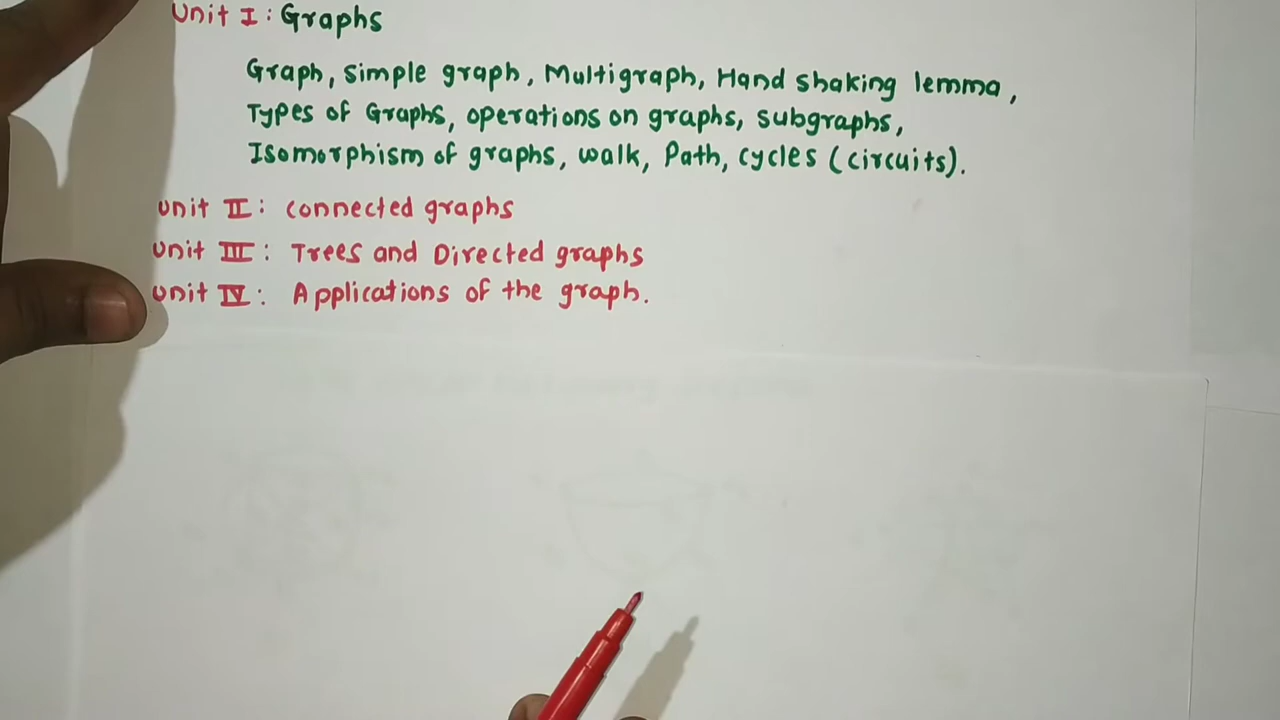 Unit I: Graphs
Graph, simple graph, Multigraph, Hand shaking lemma,
Types of Graphs, operations on graphs, subgraphs,
Isomorphism of graphs, walk, Path, cycles (circuits).
Unit II: connected graphs
Unit III: Trees and Directed graphs
Unit IV: Applications of the graph.